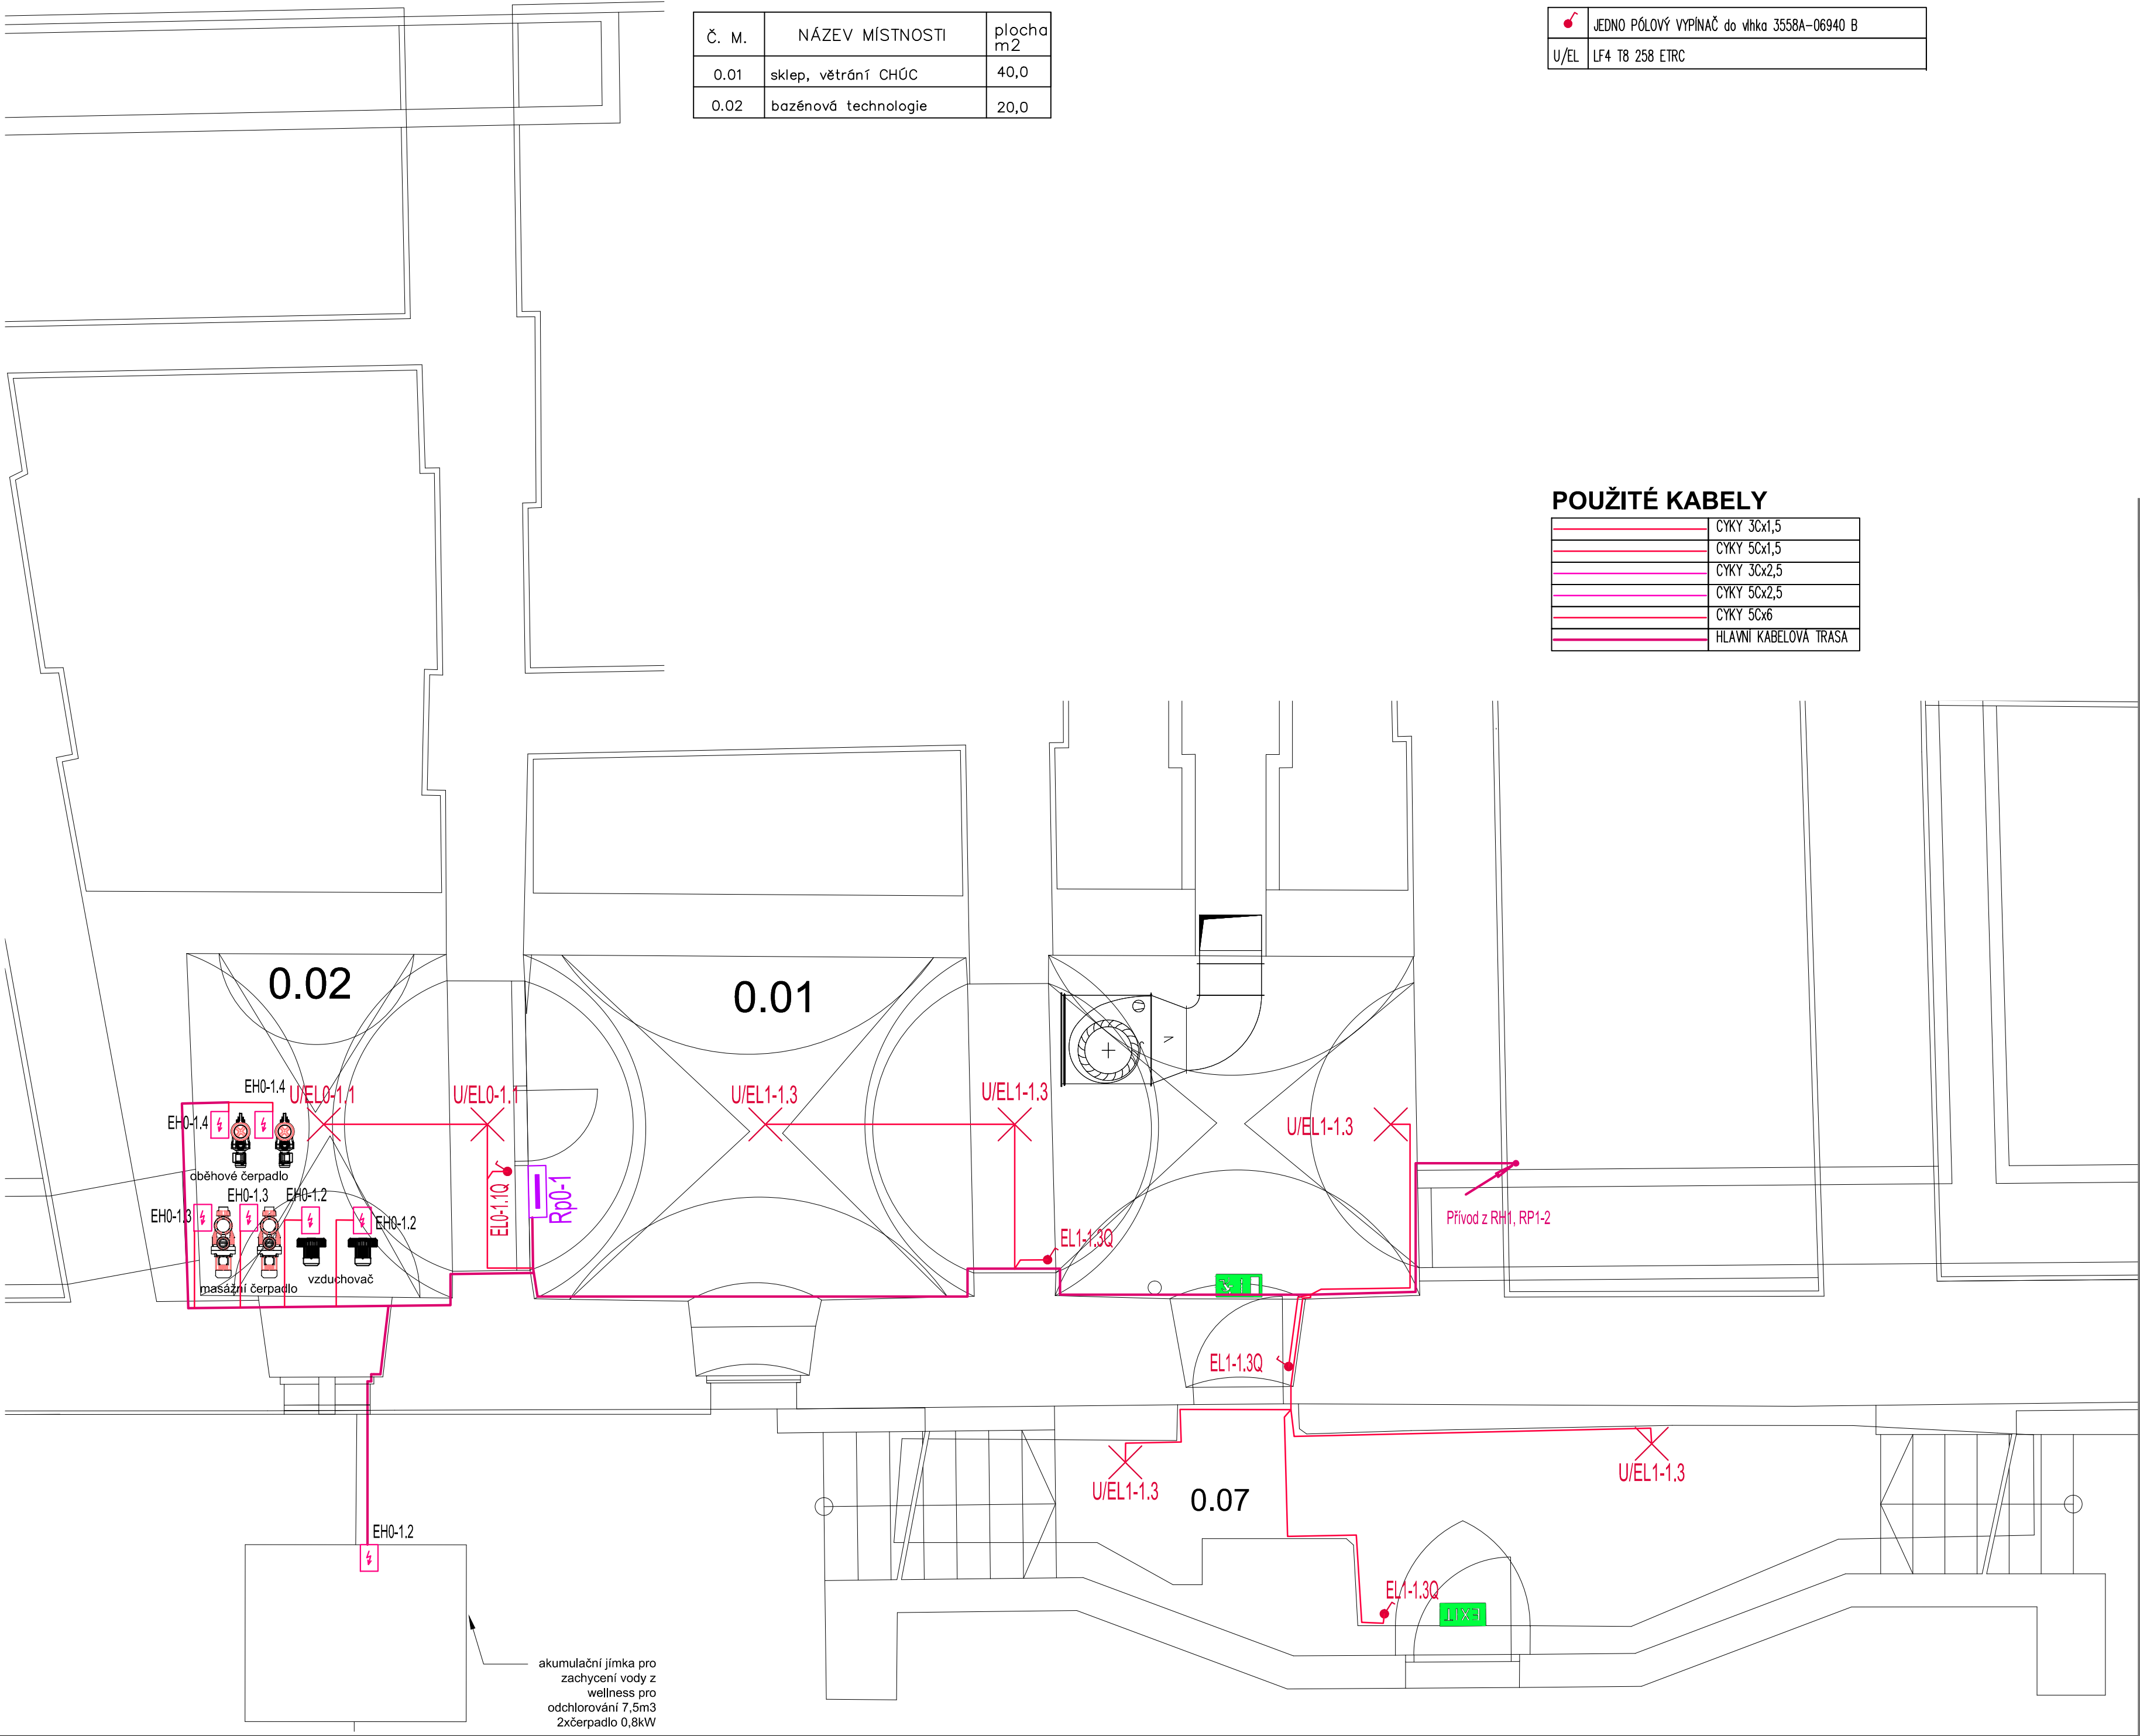 Č. M.
NÁZEV MÍSTNOSTI
plocha
m2
0.01
sklep, větrání CHÚC
40,0
0.02
bazénová technologie
20,0
JEDNO PÓLOVÝ VYPÍNAČ do vlhka 3558A-06940 B
U/EL
LF4 T8 258 ETRC
POUŽITÉ KABELY
CYKY 3Cx1,5
CYKY 5Cx1,5
CYKY 3Cx2,5
CYKY 5Cx2,5
CYKY 5Cx6
HLAVNÍ KABELOVÁ TRASA
0.02
0.01
V
EH0-1.4
U/EL0-1.1
U/EL0-1.1
U/EL1-1.3
U/EL1-1.3
U/EL1-1.3
EH0-1.4
oběhové čerpadlo
EH0-1.3
EH0-1.2
EH0-1.3
EH0-1.2
EL0-1.1Q
Rp0-1
masážní čerpadlo
vzduchovač
EL1-1.3Q
Přívod z RH1, RP1-2
EL1-1.3Q
U/EL1-1.3
0.07
U/EL1-1.3
EH0-1.2
EL1-1.3Q
EXIT
akumulační jímka pro
zachycení vody z
wellness pro
odchlorování 7,5m3
2xčerpadlo 0,8kW